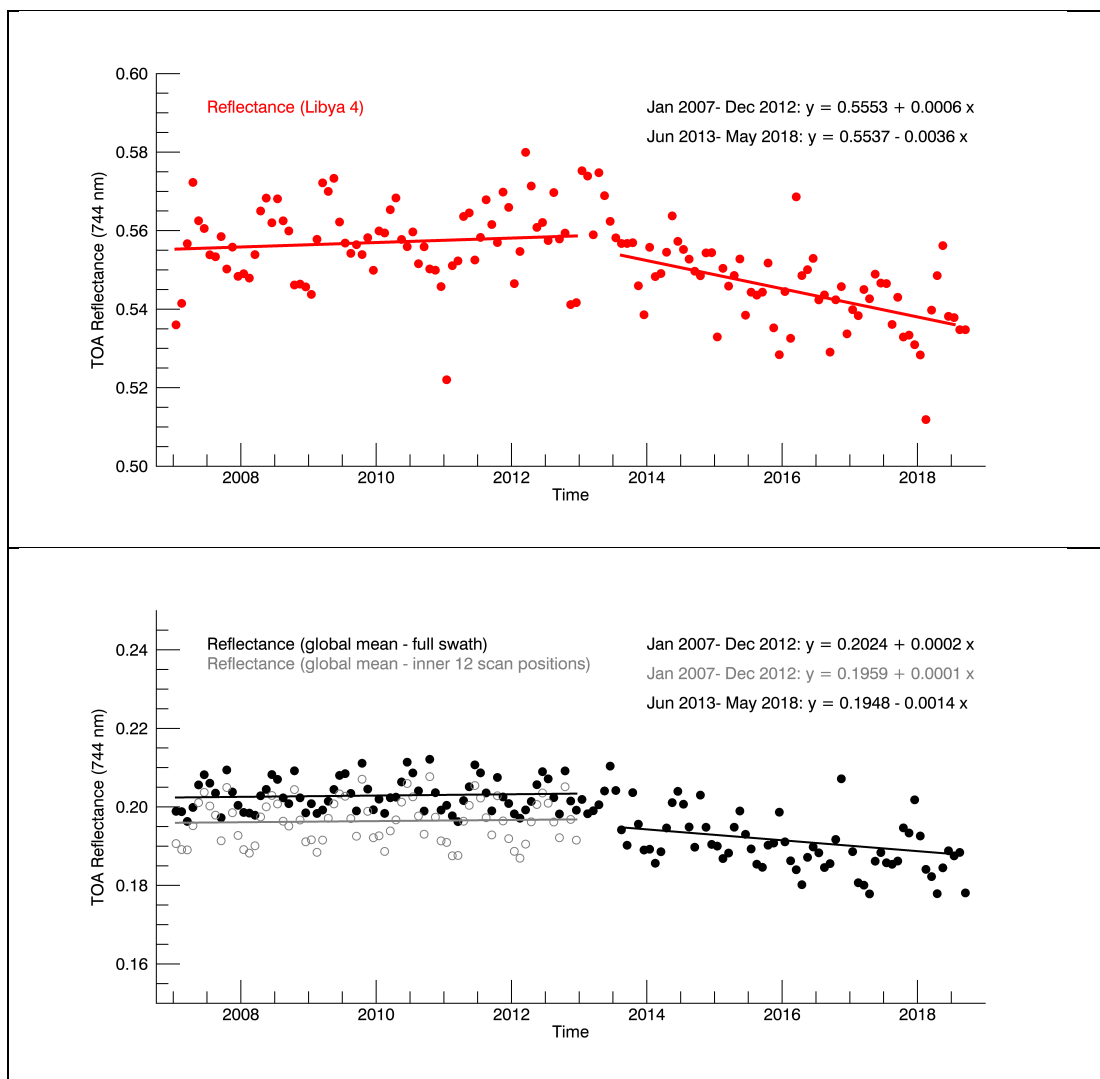 0.60
Reflectance (Libya 4)
Jan 2007- Dec 2012: y = 0.5553 + 0.0006 x
Jun 2013- May 2018: y = 0.5537 - 0.0036 x
0.58
0.56
0.54
0.52
0.50
TOA Reflectance (744 nm)
2008 2010 2012 2014 2016 2018
Time
Reflectance (global mean - full swath)
Reflectance (global mean - inner 12 scan positions)
Jan 2007- Dec 2012: y = 0.2024 + 0.0002 x
Jan 2007- Dec 2012: y = 0.1959 + 0.0001 x
Jun 2013- May 2018: y = 0.1948 - 0.0014 x
0.24
0.22
0.20
0.18
0.16
TOA Reflectance (744 nm)
2008 2010 2012 2014 2016 2018
Time